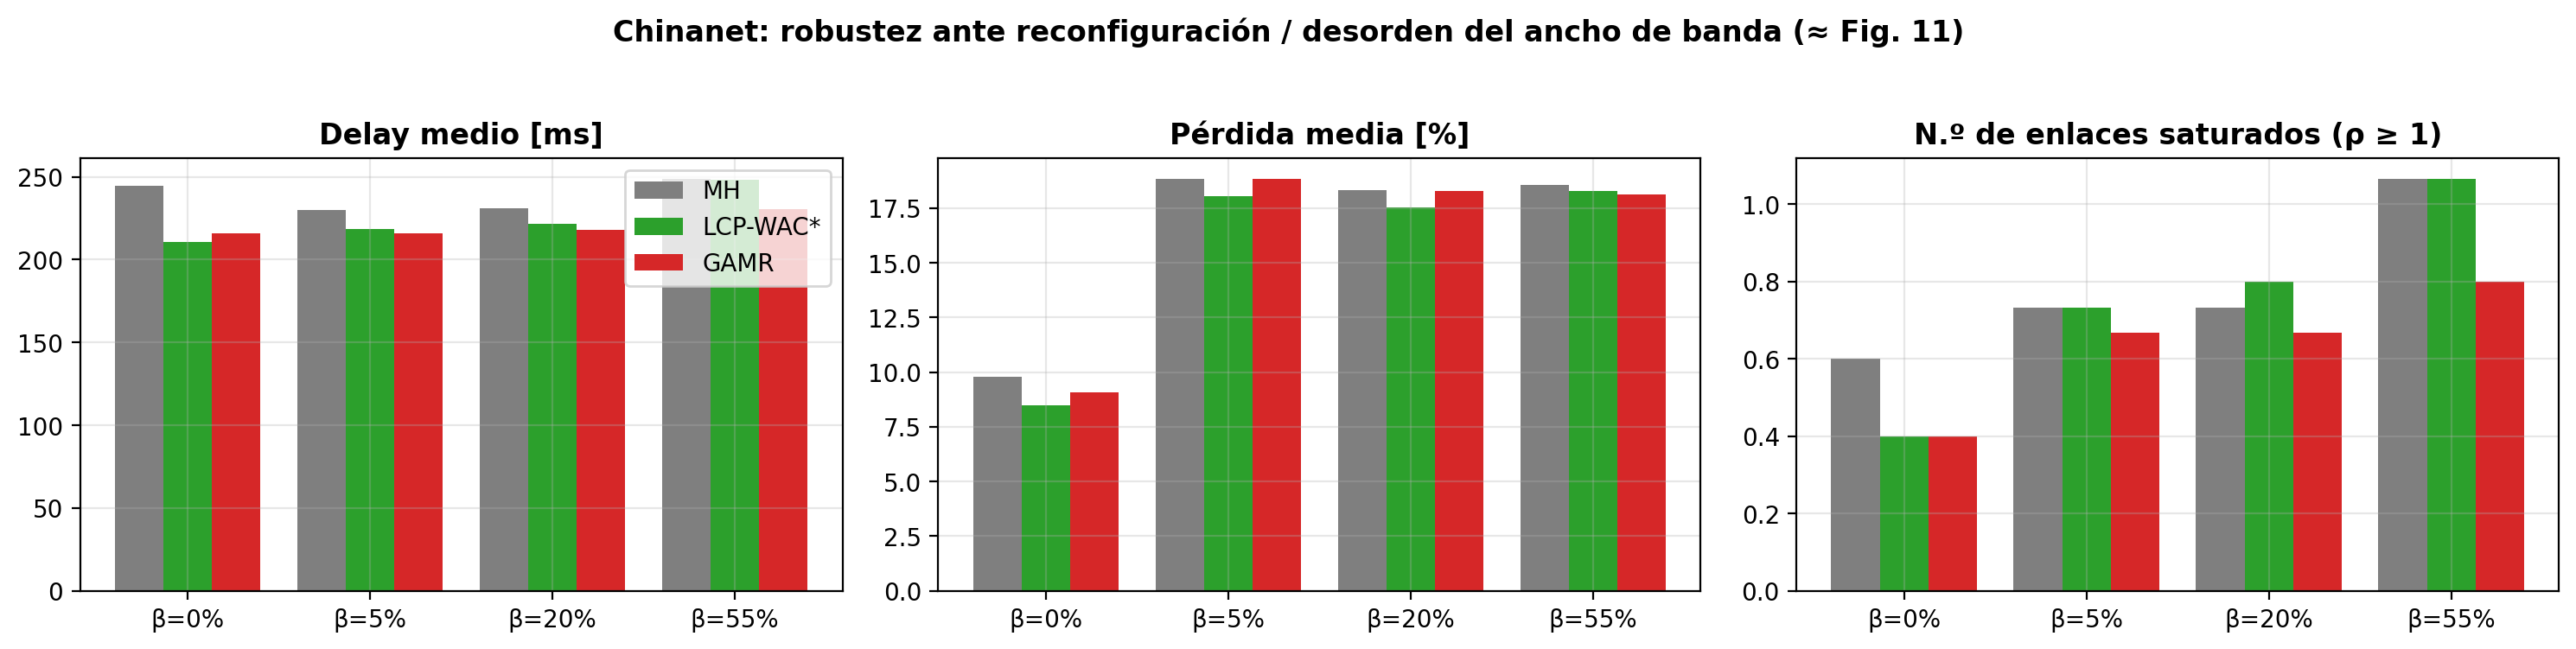 Chinanet: robustez ante reconfiguración / desorden del ancho de banda (≈ Fig. 11)
Delay medio [ms]
250
200
150
100
50
0
β=0%
β=5%
β=20%
β=55%
MH
LCP-WAC*
GAMR
Pérdida media [%]
17.5
15.0
12.5
10.0
7.5
5.0
2.5
0.0
β=0%
β=5%
β=20%
β=55%
N.º de enlaces saturados (ρ ≥ 1)
1.0
0.8
0.6
0.4
0.2
0.0
β=0%
β=5%
β=20%
β=55%